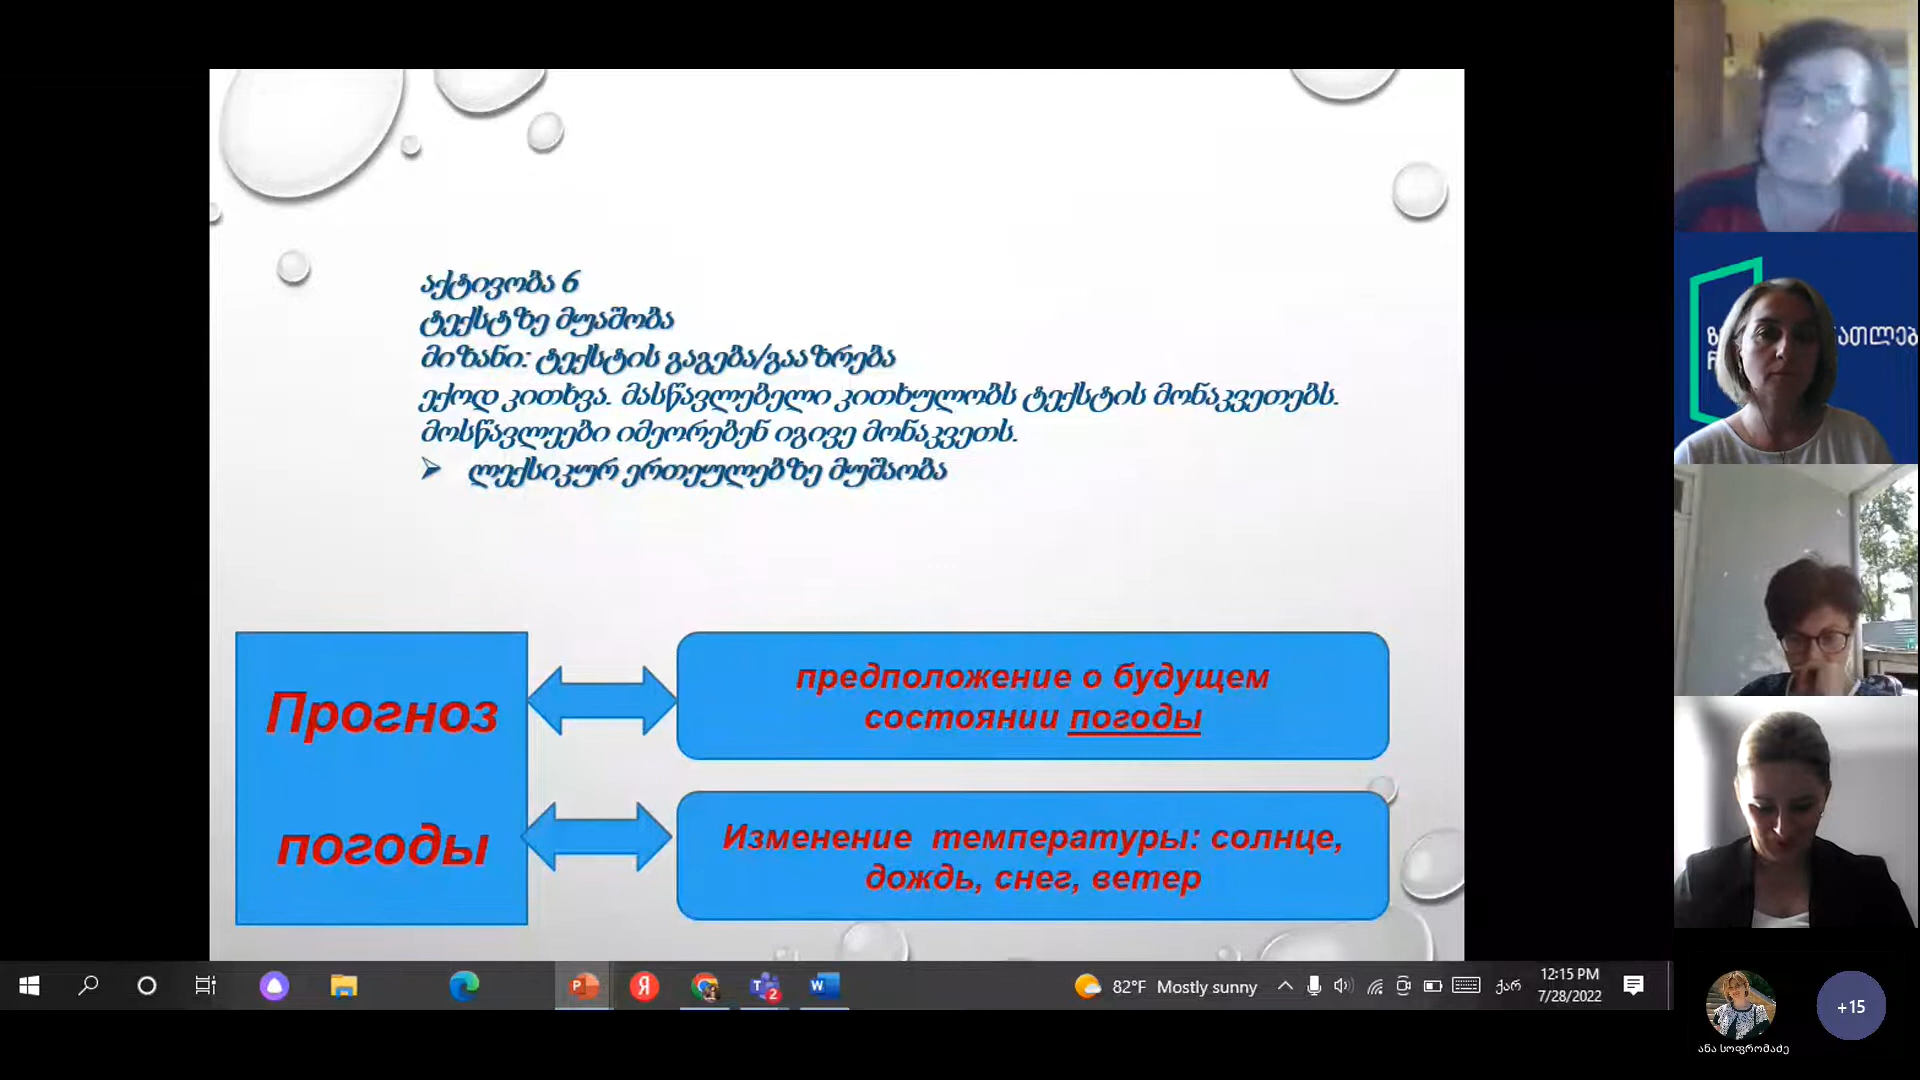 აქტივობა 6
ტექსტზე მუაშობა
მიზანი: ტექსტის გაგება/გააზრება
ექოდ კითხვა. მასწავლებელი კითხულობს ტექსტის მონაკვეთებს.
მოსწავლეები იმეორებენ იგივე მონაკვეთს.
➢ ლექსიკურ ერთეულებზე მუშაობა
Прогноз
погоды
предположение о будущем
состоянии погоды
Изменение температуры: солнце,
дождь, снег, ветер
82°F Mostly sunny
ქარ
12:15 PM
7/28/2022
2
ანა სოფრომაძე
+15